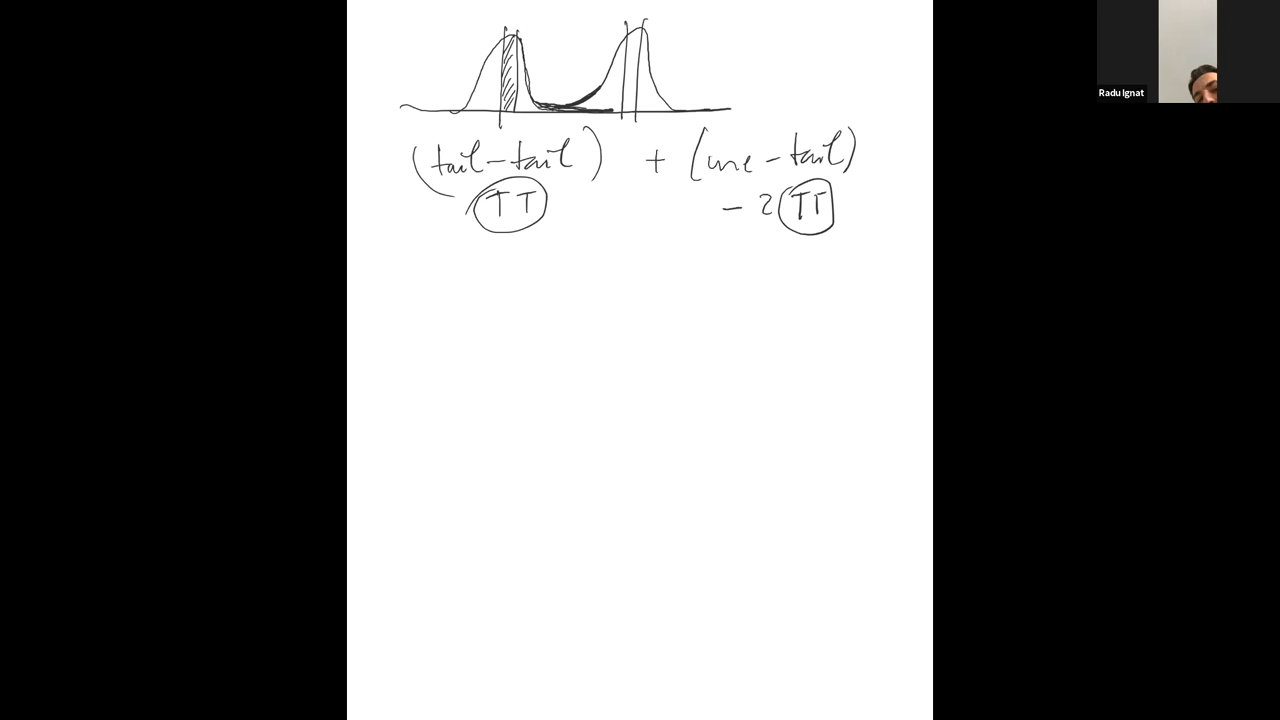 (tail-tail) + (core-tail)
TT - 2 TT
Radu Ignat